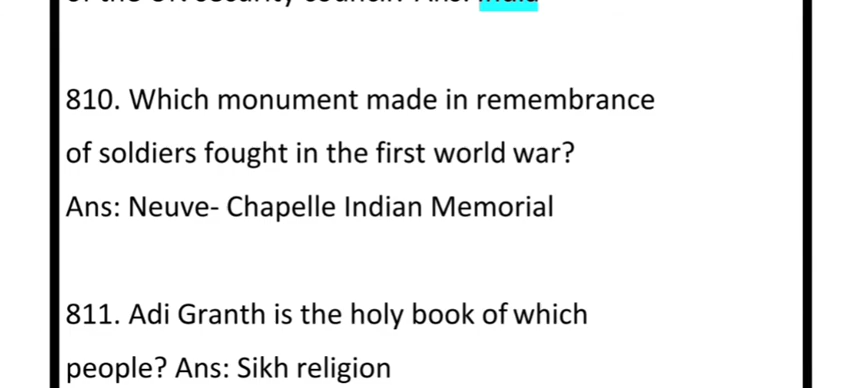 810. Which monument made in remembrance
of soldiers fought in the first world war?
Ans: Neuve- Chapelle Indian Memorial
811. Adi Granth is the holy book of which
people? Ans: Sikh religion